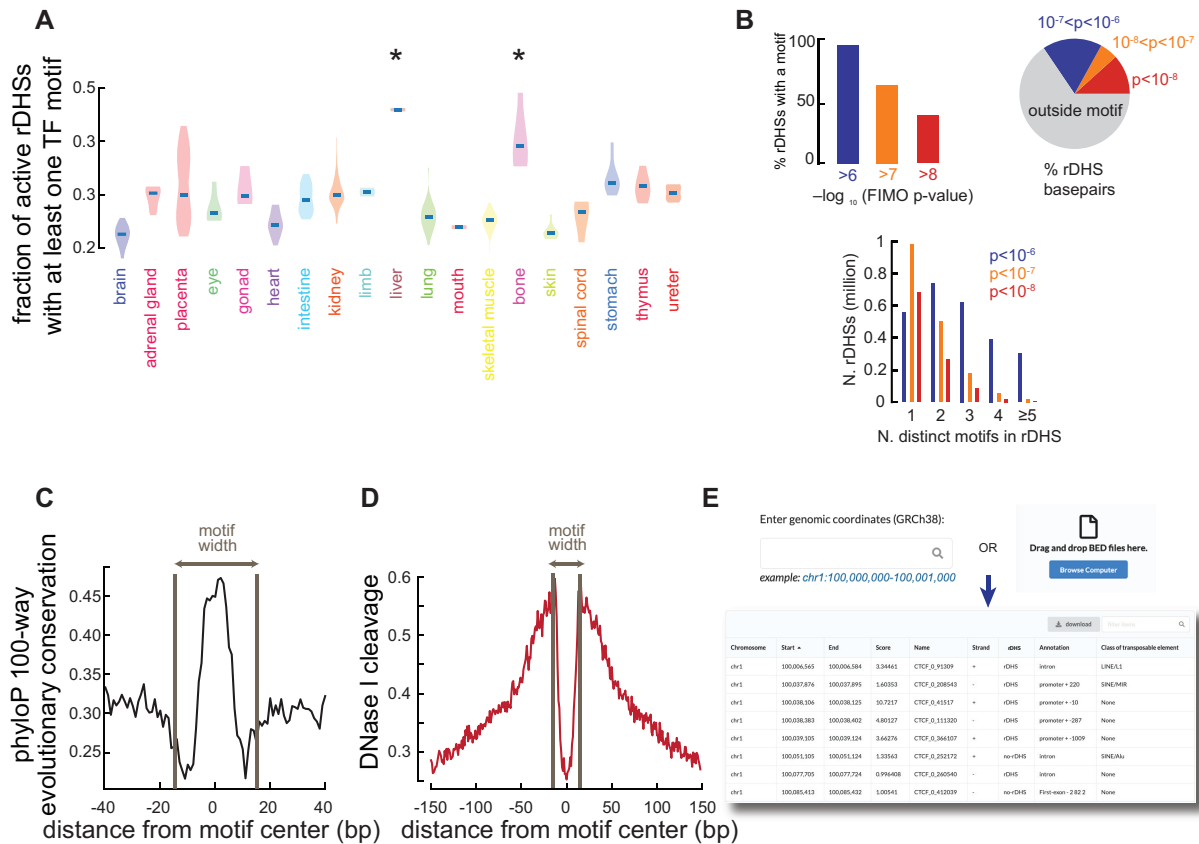 A
fraction of active rDHSs
with at least one TF motif
0.5
0.3
0.3
0.2
*
*
brain
adrenal gland
placenta
eye
gonad
heart
intestine
kidney
limb
liver
lung
mouth
skeletal muscle
bone
skin
spinal cord
stomach
thymus
ureter
B
% rDHSs with a motif
100
50
0
>6
>7
>8
–log 10 (FIMO p-value)
10-7<p<10-6
10-8<p<10-7
p<10-8
outside motif
% rDHS
basepairs
N. rDHSs (million)
1
0.8
0.6
0.4
0.2
0
p<10-6
p<10-7
p<10-8
1 2 3 4 ≥5
N. distinct motifs in rDHS
C
phyloP 100-way
evolutionary conservation
motif
width
0.45
0.40
0.35
0.30
0.25
-40 -20 0 20 40
distance from motif center (bp)
D
DNase I cleavage
motif
width
0.6
0.5
0.4
0.3
-150 -100 -50 0 50 100 150
distance from motif center (bp)
E
Enter genomic coordinates (GRCh38):
example: chr1:100,000,000-100,001,000
OR
Drag and drop BED files here.
Browse Computer
download
Chromosome Start End Score Name Strand rDHS Annotation Class of transposable element
chr1 100,006,565 100,006,584 3.34461 CTCF_0_91309 + rDHS intron LINE/L1
chr1 100,037,876 100,037,895 1.60353 CTCF_0_208543 - rDHS promoter + 220 SINE/MIR
chr1 100,038,106 100,038,125 10.7217 CTCF_0_41517 + rDHS promoter + -10 None
chr1 100,038,383 100,038,402 4.80127 CTCF_0_111320 - rDHS promoter + -287 None
chr1 100,039,105 100,039,124 3.66276 CTCF_0_366107 + rDHS promoter + -1009 None
chr1 100,051,105 100,051,124 1.33563 CTCF_0_252172 + no-rDHS Intron SINE/Alu
chr1 100,077,705 100,077,724 0.996408 CTCF_0_260540 - rDHS intron None
chr1 100,085,413 100,085,432 1.00541 CTCF_0_412039 - no-rDHS First-exon - 2 82 2 None